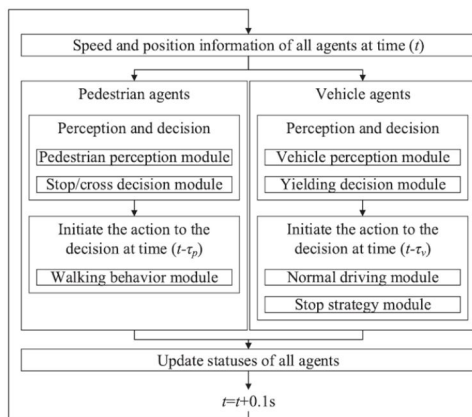 Speed and position information of all agents at time (t)
Pedestrian agents
Perception and decision
Pedestrian perception module
Stop/cross decision module
Initiate the action to the
decision at time (t-τp)
Walking behavior module
Vehicle agents
Perception and decision
Vehicle perception module
Yielding decision module
Initiate the action to the
decision at time (t-τv)
Normal driving module
Stop strategy module
Update statuses of all agents
t=t+0.1s